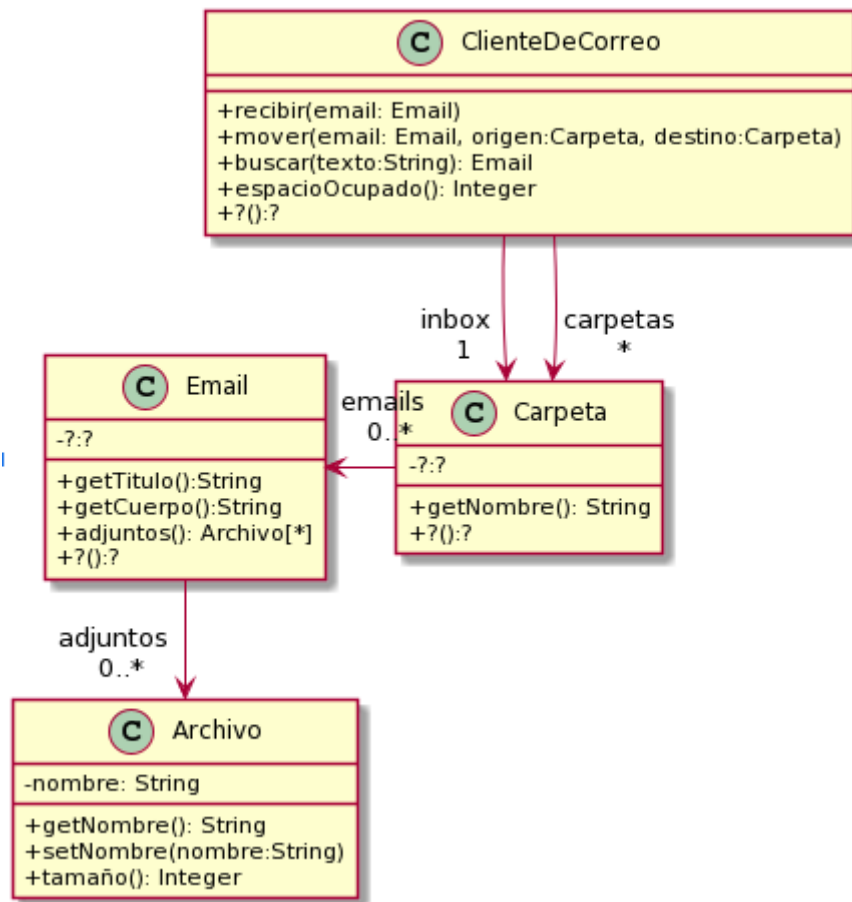 C ClienteDeCorreo
+recibir(email: Email)
+mover(email: Email, origen:Carpeta, destino:Carpeta)
+buscar(texto:String): Email
+espacioOcupado(): Integer
+?():?
inbox
1
carpetas
*
C Email
-?:?
+getTitulo():String
+getCuerpo():String
+adjuntos(): Archivo[*]
+?():?
emails
0..*
C Carpeta
-?:?
+getNombre(): String
+?():?
adjuntos
0..*
C Archivo
-nombre: String
+getNombre(): String
+setNombre(nombre:String)
+tamaño(): Integer